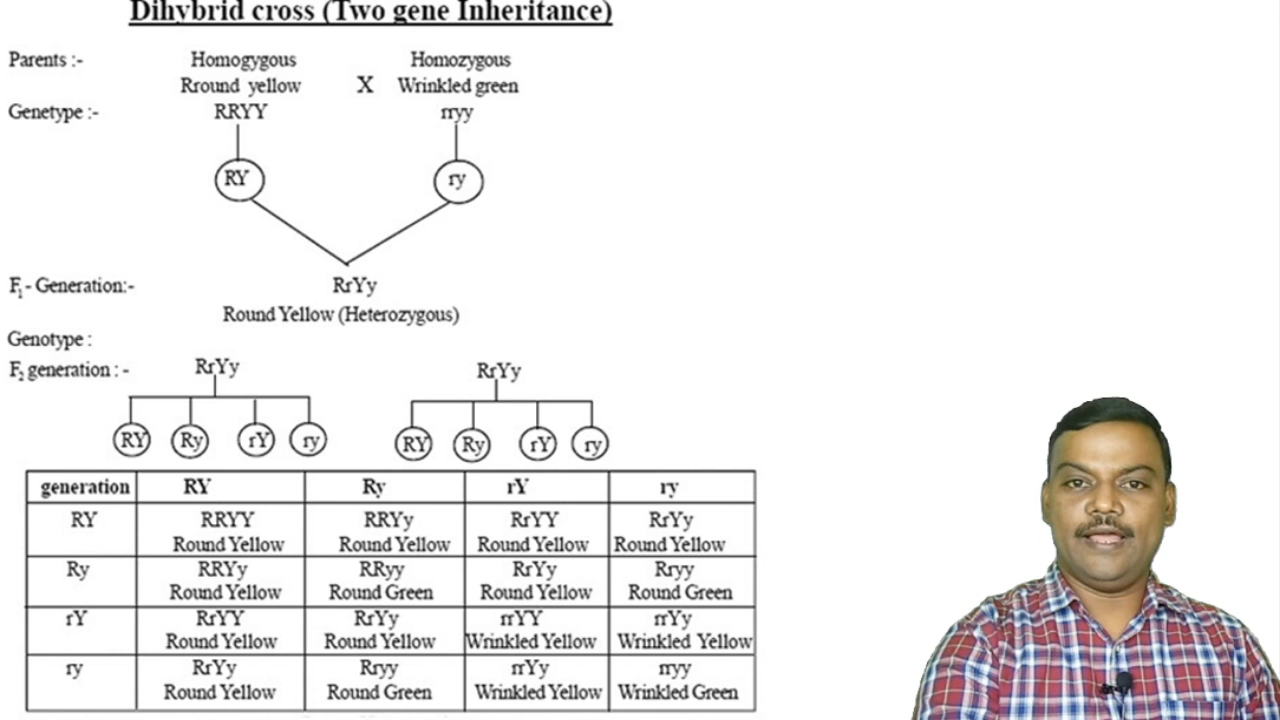 Dihybrid cross (Two gene Inheritance)
Parents :- Homogygous Homozygous
Rround yellow X Wrinkled green
Genetype :- RRYY rryy
RY ry
F1 - Generation:- RrYy
Round Yellow (Heterozygous)
Genotype :
F2 generation : - RrYy RrYy
RY Ry rY ry RY Ry rY ry
generation RY Ry rY ry
RY RRYY RRYy RrYY RrYy
Round Yellow Round Yellow Round Yellow Round Yellow
Ry RRYy RRyy RrYy Rryy
Round Yellow Round Green Round Yellow Round Green
rY RrYY RrYy rrYY rrYy
Round Yellow Round Yellow Wrinkled Yellow Wrinkled Yellow
ry RrYy Rryy rrYy rryy
Round Yellow Round Green Wrinkled Yellow Wrinkled Green